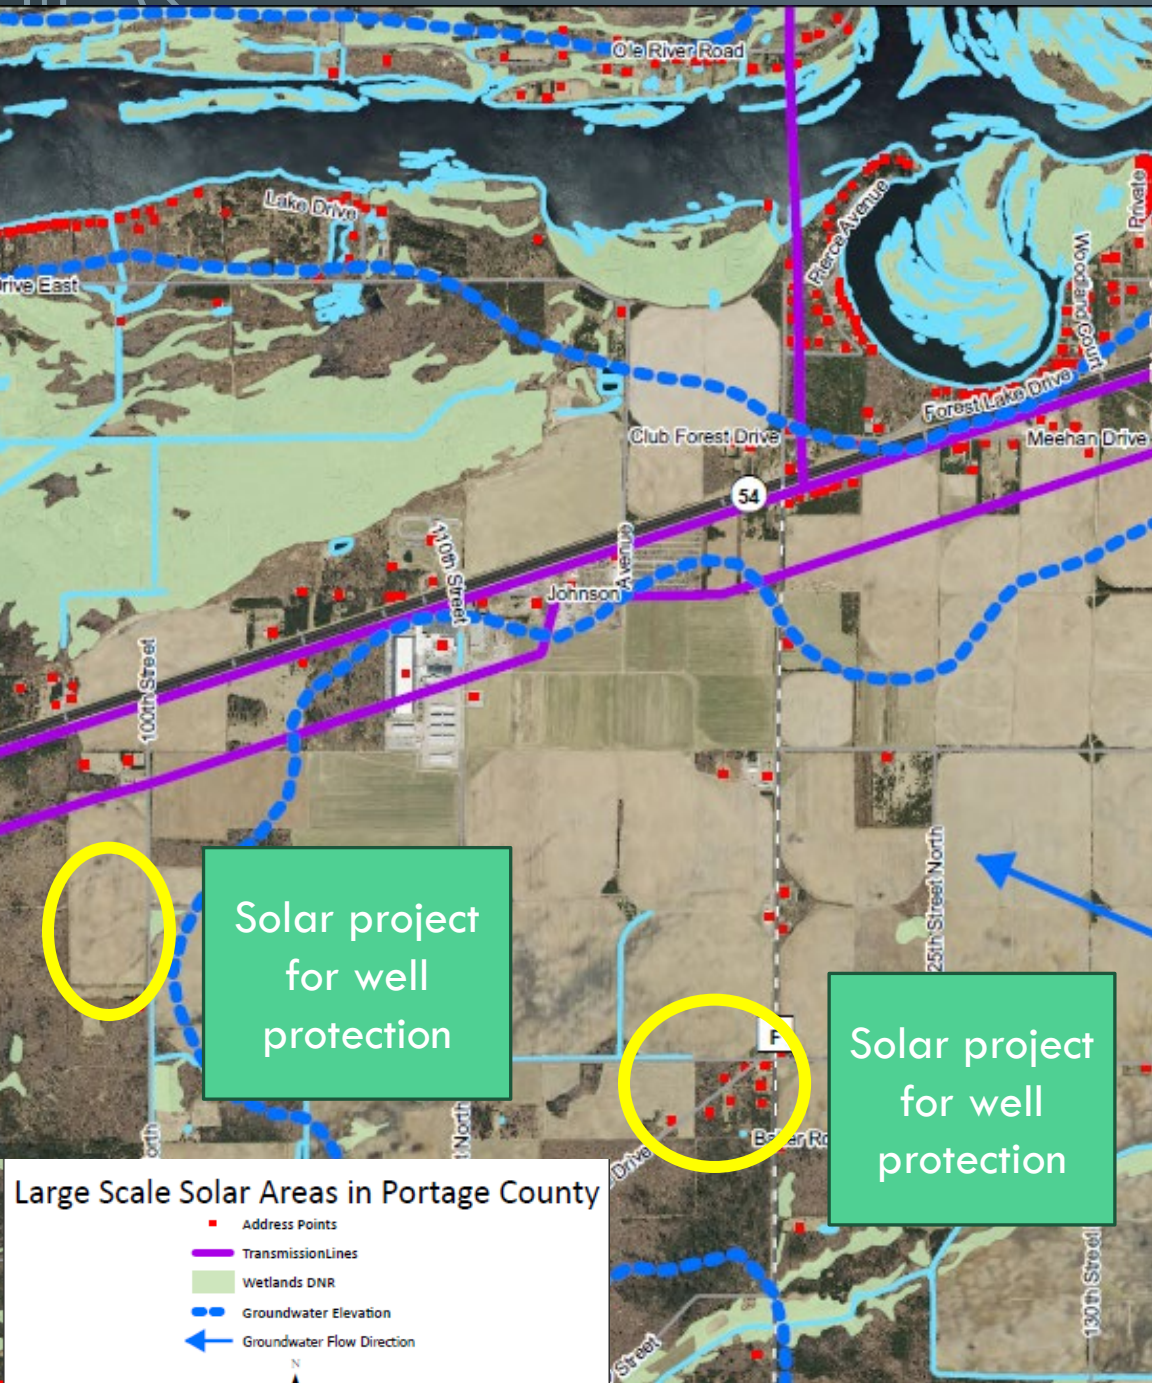 Ole River Road
Lake Drive
Pierce Avenue
Private
Woodland Court
rive East
Forest Lake Drive
Club Forest Drive
Meehan Drive
54
110th Street
Johnson Avenue
100th Street
25th Street North
Solar project
for well
protection
Solar project
for well
protection
orth
North
Drive
130th Street
Street
Large Scale Solar Areas in Portage County
Address Points
TransmissionLines
Wetlands DNR
Groundwater Elevation
Groundwater Flow Direction
N